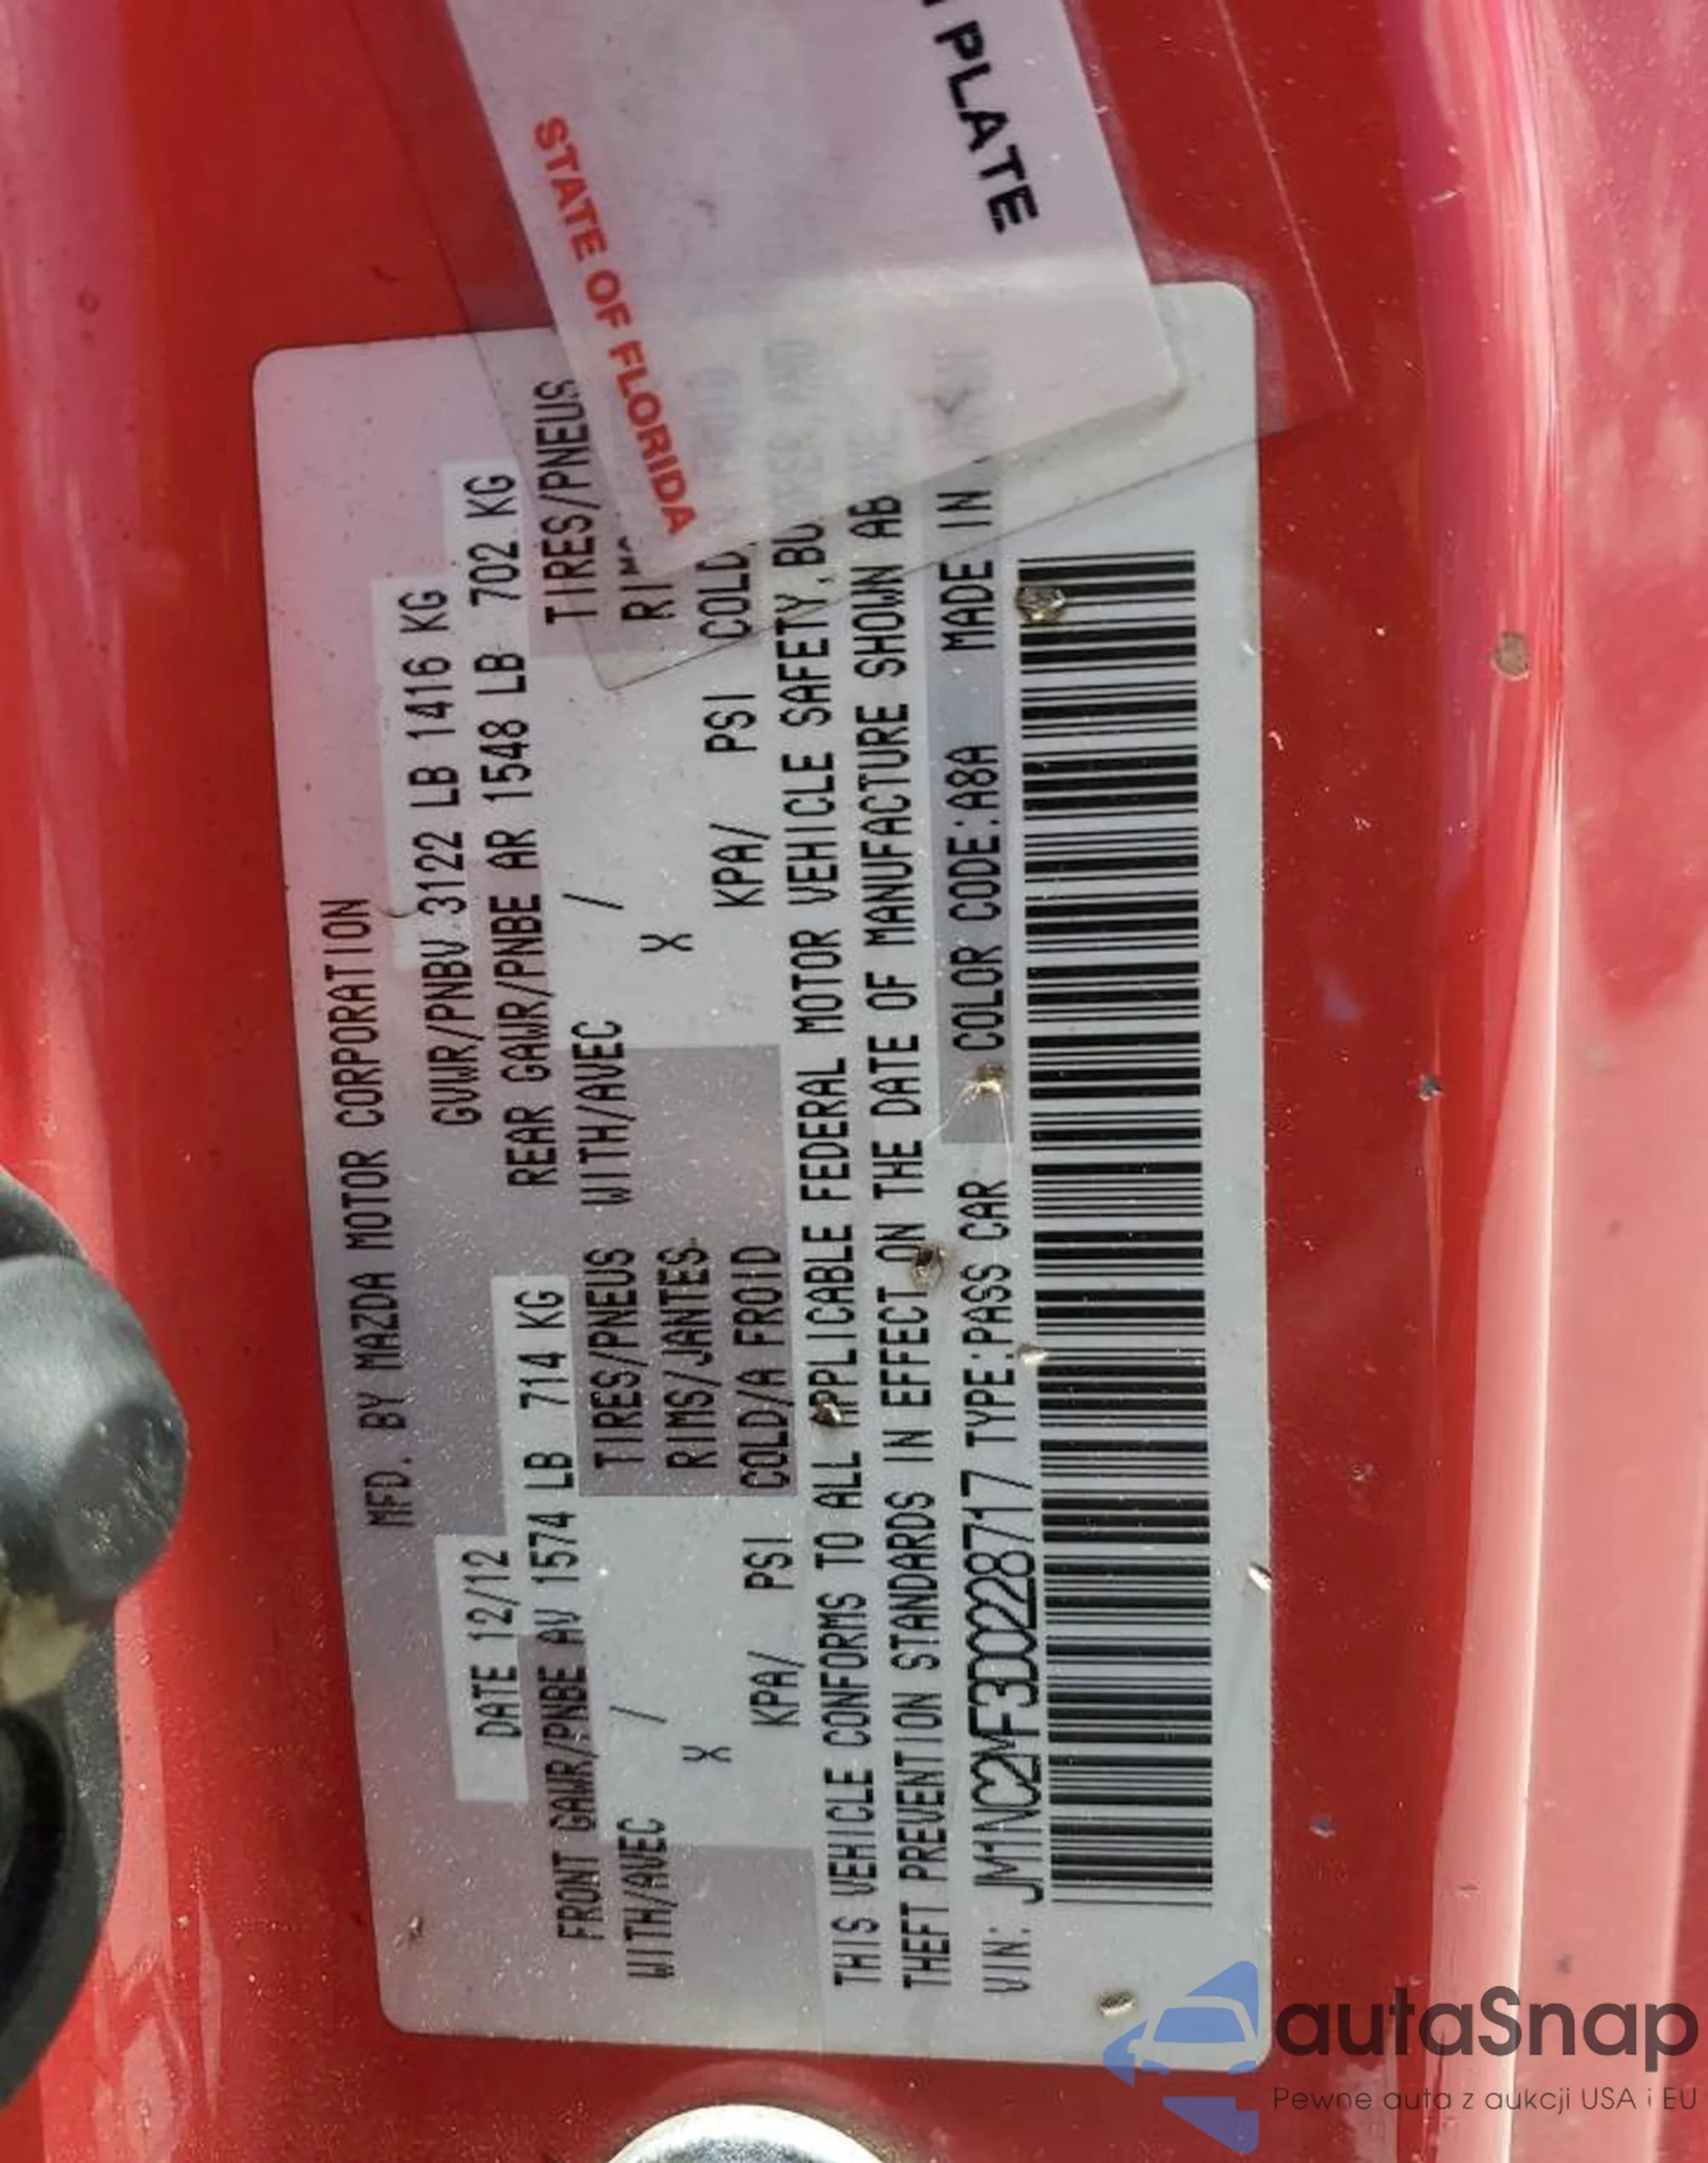 PLATE
STATE OF FLORIDA
MFD. BY MAZDA MOTOR CORPORATION
DATE 12/12 GVWR/PNBV 3122 LB 1416 KG
FRONT GAWR/PNBE AV 1574 LB 714 KG REAR GAWR/PNBE AR 1548 LB 702 KG
WITH/AVEC / TIRES/PNEUS WITH/AVEC / TIRES/PNEUS
X RIMS/JANTES X
KPA/ PSI COLD/A FROID KPA/ PSI COLD
THIS VEHICLE CONFORMS TO ALL APPLICABLE FEDERAL MOTOR VEHICLE SAFETY, BU
THEFT PREVENTION STANDARDS IN EFFECT ON THE DATE OF MANUFACTURE SHOWN AB
VIN: JM1NC2MF3D0228717 TYPE:PASS CAR COLOR CODE:A8A MADE IN
autaSnap
Pewne auta z aukcji USA i EU